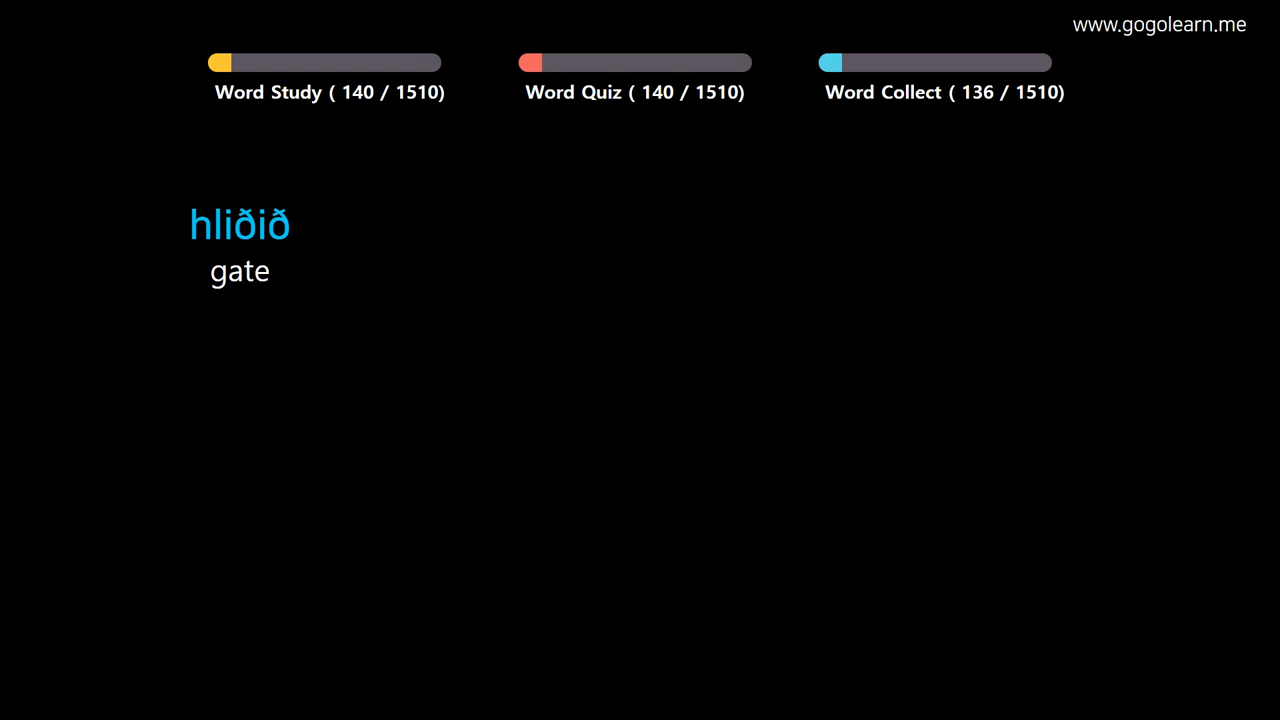 www.gogolearn.me
Word Study ( 140 / 1510)
Word Quiz ( 140 / 1510)
Word Collect ( 136 / 1510)
hliðið
gate